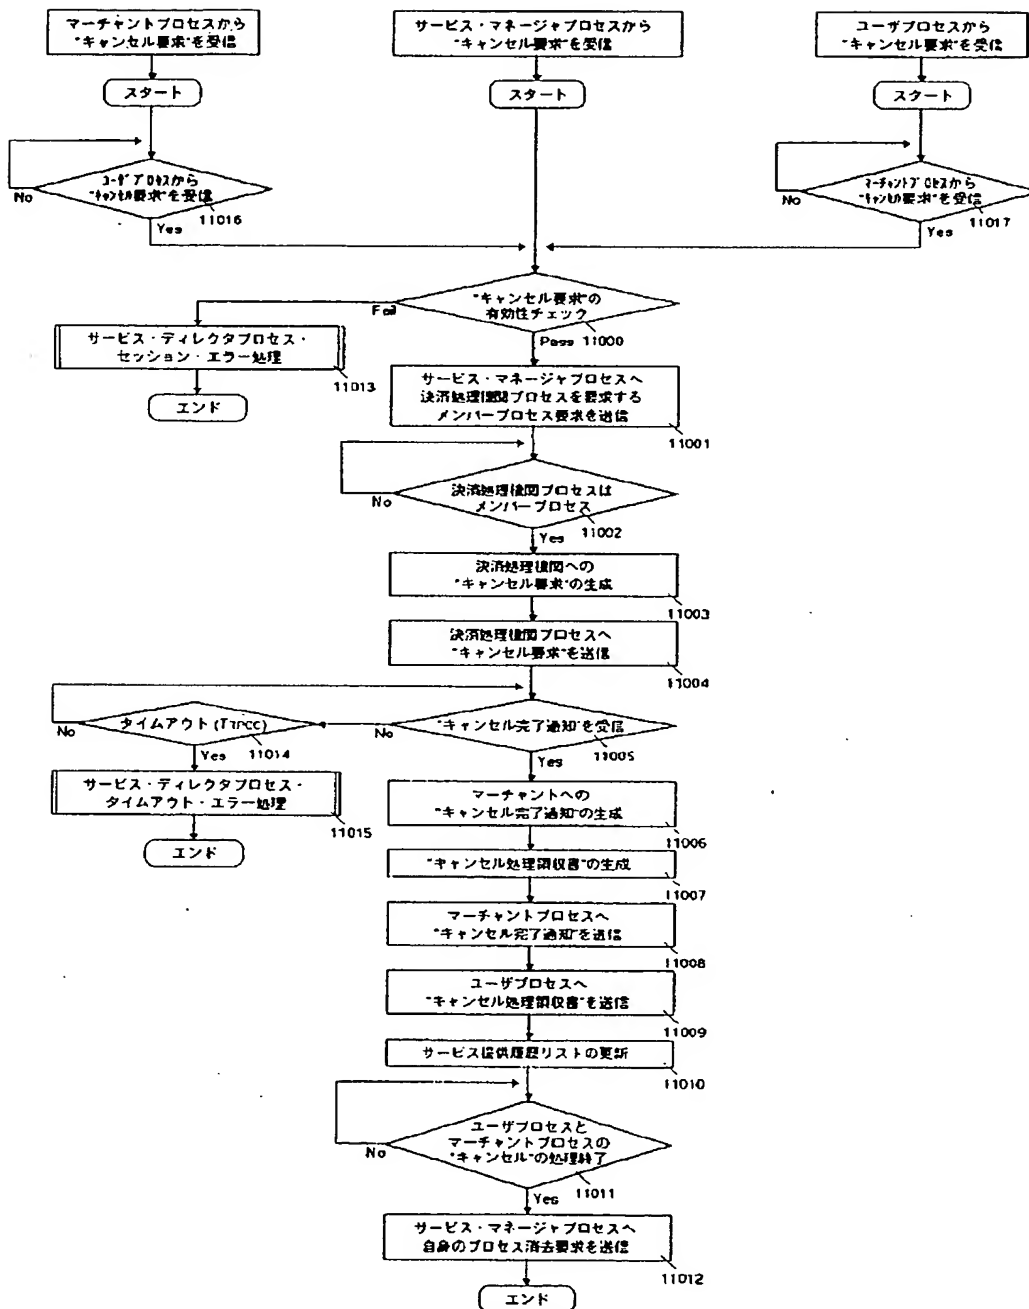 マーチャントプロセスから
"キャンセル要求"を受信
サービス・マネージャプロセスから
"キャンセル要求"を受信
ユーザプロセスから
"キャンセル要求"を受信
スタート
スタート
スタート
ユーザプロセスから
"キャンセル要求"を受信
No
11016
Yes
マーチャントプロセスから
"キャンセル要求"を受信
No
11017
Yes
"キャンセル要求"の
有効性チェック
Fail
Pass
11000
サービス・ディレクタプロセス・
セッション・エラー処理
11013
エンド
サービス・マネージャプロセスへ
決済処理機関プロセスを要求する
メンバープロセス要求を送信
11001
決済処理機関プロセスは
メンバープロセス
No
11002
Yes
決済処理機関への
"キャンセル要求"の生成
11003
決済処理機関プロセスへ
"キャンセル要求"を送信
11004
"キャンセル完了通知"を受信
No
11005
Yes
タイムアウト(TRPCC)
No
11014
Yes
サービス・ディレクタプロセス・
タイムアウト・エラー処理
11015
エンド
マーチャントへの
"キャンセル完了通知"の生成
11006
"キャンセル処理領収書"の生成
11007
マーチャントプロセスへ
"キャンセル完了通知"を送信
11008
ユーザプロセスへ
"キャンセル処理領収書"を送信
11009
サービス提供履歴リストの更新
11010
ユーザプロセスと
マーチャントプロセスの
"キャンセル"の処理終了
No
11011
Yes
サービス・マネージャプロセスへ
自身のプロセス消去要求を送信
11012
エンド